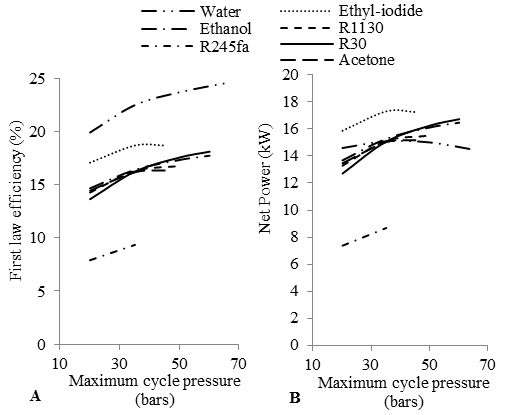 Water
Ethanol
R245fa
Ethyl-iodide
R1130
R30
Acetone
First law efficiency (%)
25
20
15
10
5
0
10 30 50 70
Maximum cycle pressure
(bars)
A
Net Power (kW)
20
18
16
14
12
10
8
6
4
2
0
10 30 50 70
Maximum cycle pressure
(bars)
B